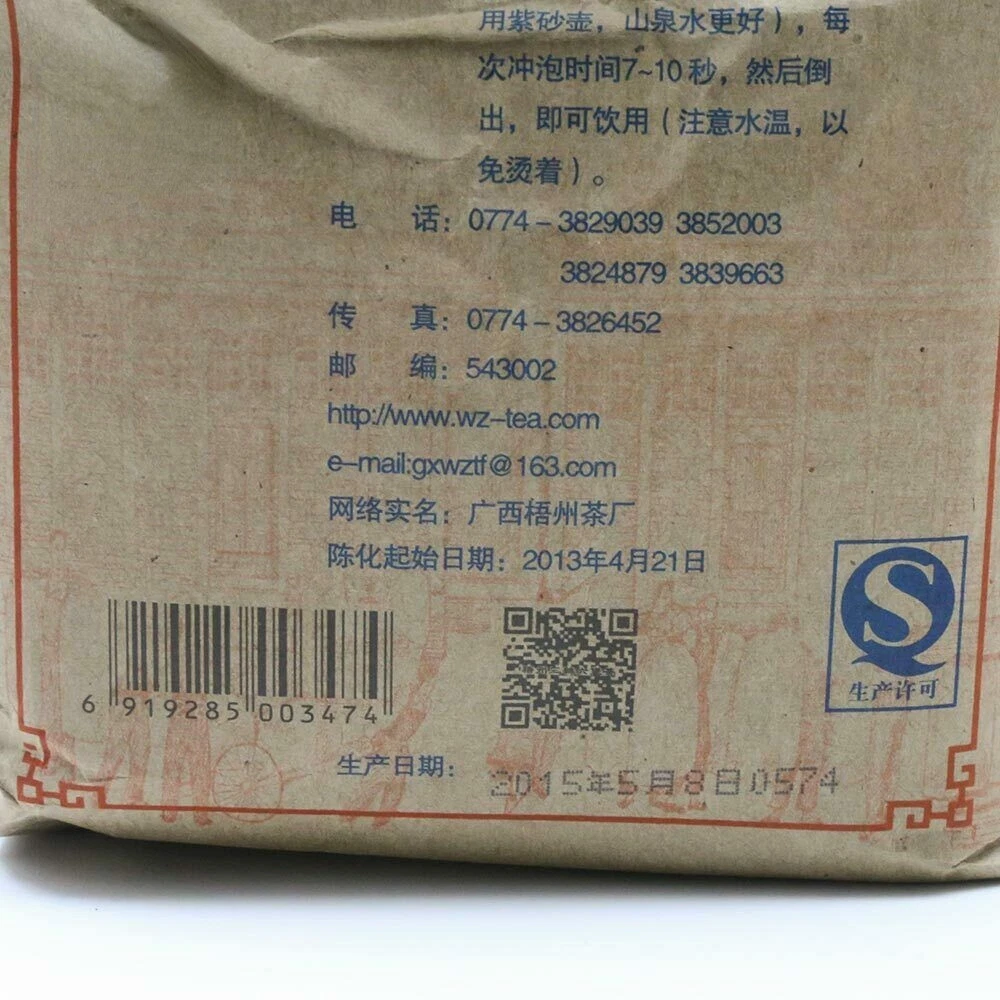 用紫砂壶，山泉水更好），每
次冲泡时间7~10秒，然后倒
出，即可饮用（注意水温，以
免烫着）。
电 话：0774-3829039 3852003
3824879 3839663
传 真：0774-3826452
邮 编：543002
http://www.wz-tea.com
e-mail:gxwztf@163.com
网络实名：广西梧州茶厂
陈化起始日期：2013年4月21日
生产许可
6 919285 003474
生产日期：2015年5月8日0574